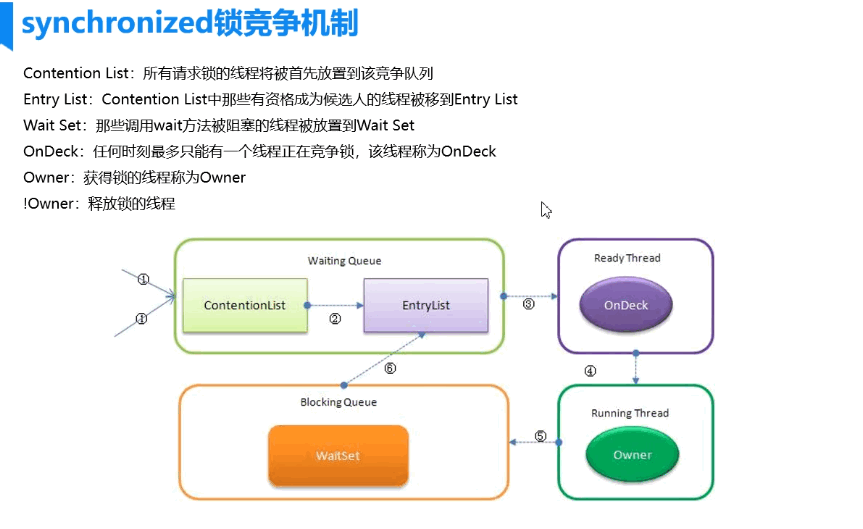 synchronized锁竞争机制
Contention List：所有请求锁的线程将被首先放置到该竞争队列
Entry List：Contention List中那些有资格成为候选人的线程被移到Entry List
Wait Set：那些调用wait方法被阻塞的线程被放置到Wait Set
OnDeck：任何时刻最多只能有一个线程正在竞争锁，该线程称为OnDeck
Owner：获得锁的线程称为Owner
!Owner：释放锁的线程
Waiting Queue
Ready Thread
①
ContentionList
②
EntryList
③
OnDeck
①
⑥
④
Blocking Queue
Running Thread
WaitSet
⑤
Owner